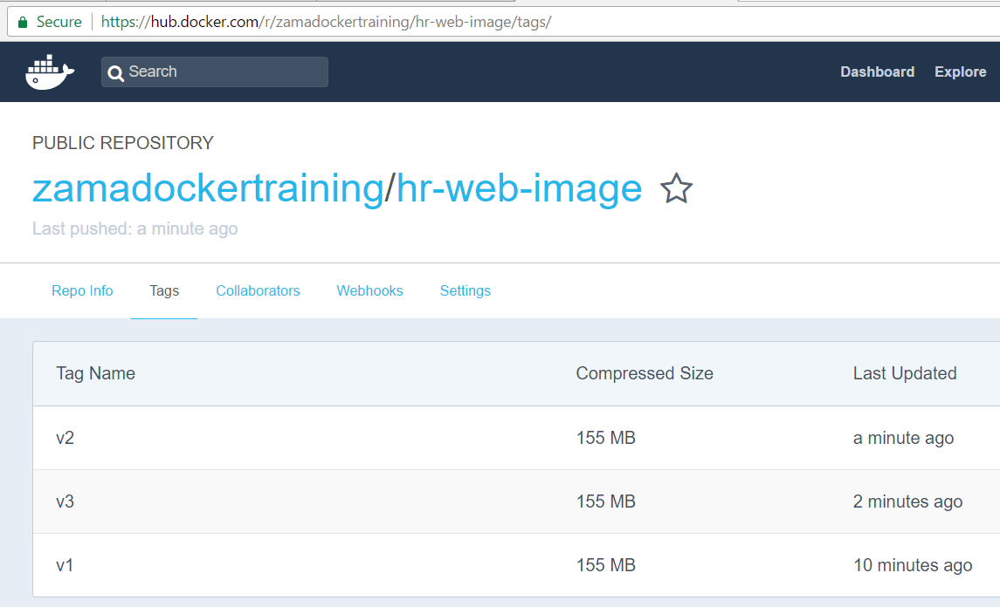 Secure https://hub.docker.com/r/zamadockertraining/hr-web-image/tags/
Search Dashboard Explore
PUBLIC REPOSITORY
zamadockertraining/hr-web-image
Last pushed: a minute ago
Repo Info Tags Collaborators Webhooks Settings
Tag Name Compressed Size Last Updated
v2 155 MB a minute ago
v3 155 MB 2 minutes ago
v1 155 MB 10 minutes ago